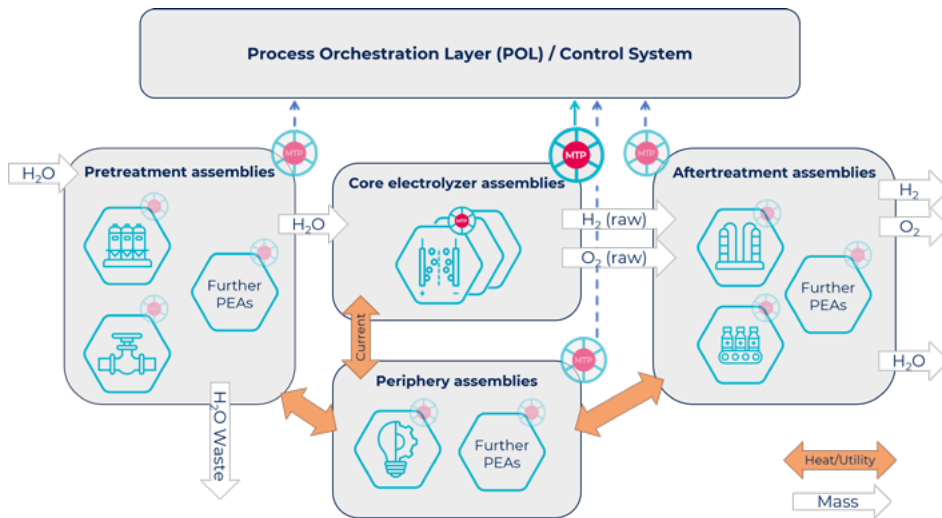 Process Orchestration Layer (POL) / Control System
MTP
MTP
MTP
H₂O
Pretreatment assemblies
Further
PEAs
H₂O
Core electrolyzer assemblies
MTP
+ −
H₂ (raw)
O₂ (raw)
Aftertreatment assemblies
Further
PEAs
H₂
O₂
H₂O
Current
MTP
Periphery assemblies
Further
PEAs
H₂O Waste
Heat/Utility
Mass